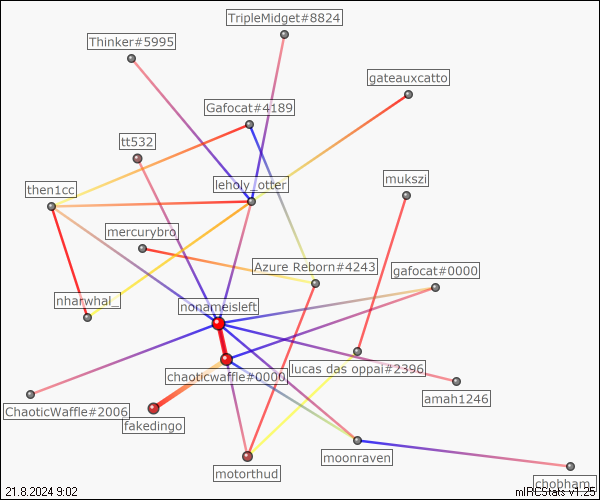 TripleMidget#8824
Thinker#5995
gateauxcatto
Gafocat#4189
tt532
mukszi
then1cc
leholy_otter
mercurybro
Azure Reborn#4243
gafocat#0000
nharwhal_
nonameisleft
lucas das oppai#2396
chaoticwaffle#0000
amah1246
ChaoticWaffle#2006
fakedingo
moonraven
motorthud
cbobham_
21.8.2024 9:02
mIRCStats v1.25